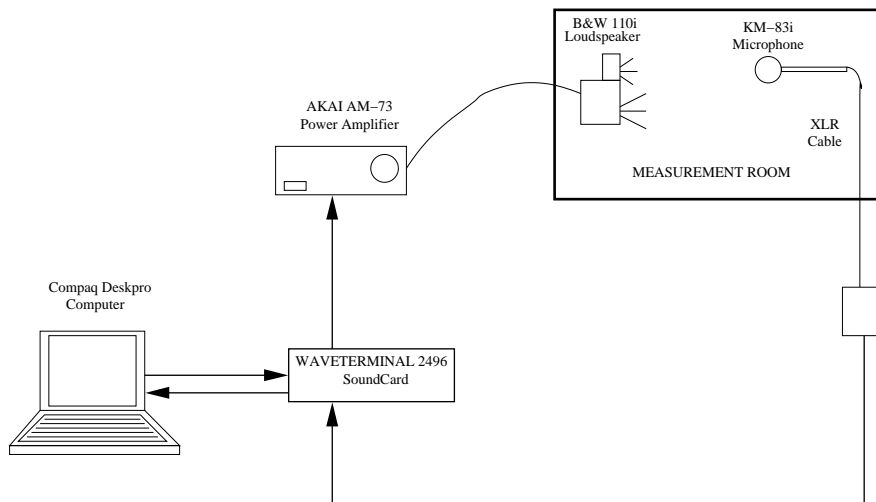 B&W 110i
Loudspeaker
KM−83i
Microphone
AKAI AM−73
Power Amplifier
XLR
Cable
MEASUREMENT ROOM
Compaq Deskpro
Computer
WAVETERMINAL 2496
SoundCard